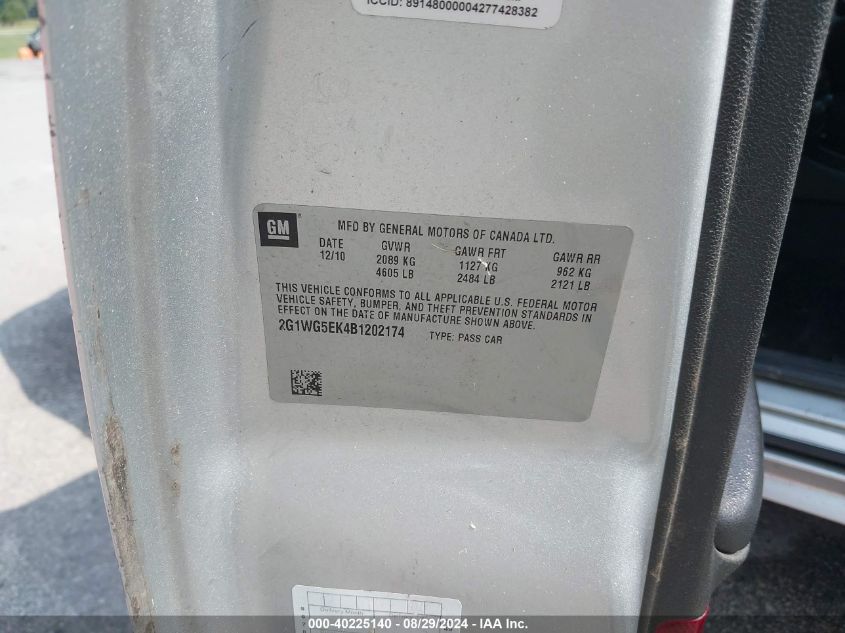 ICCID: 89148000004277428382
GM
MFD BY GENERAL MOTORS OF CANADA LTD.
DATE GVWR GAWR FRT GAWR RR
12/10 2089 KG 1127 KG 962 KG
4605 LB 2484 LB 2121 LB
THIS VEHICLE CONFORMS TO ALL APPLICABLE U.S. FEDERAL MOTOR
VEHICLE SAFETY, BUMPER, AND THEFT PREVENTION STANDARDS IN
EFFECT ON THE DATE OF MANUFACTURE SHOWN ABOVE.
2G1WG5EK4B1202174 TYPE: PASS CAR
Delivery Month
000-40225140 - 08/29/2024 - IAA Inc.